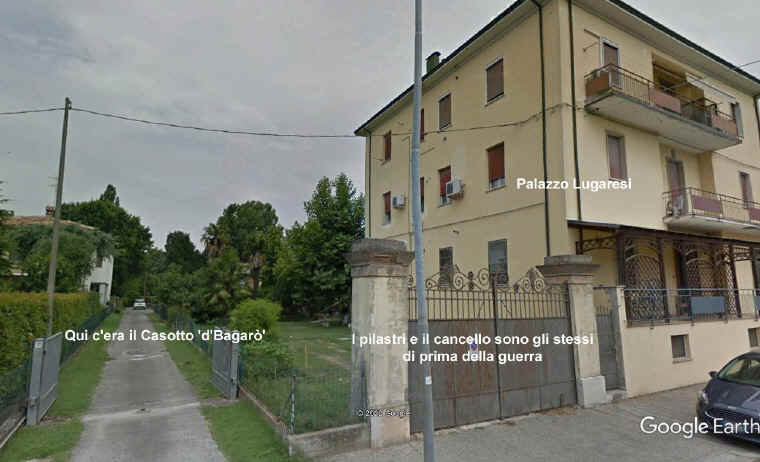 Palazzo Lugaresi
Qui c'era il Casotto 'd'Bagarò'
I pilastri e il cancello sono gli stessi
di prima della guerra
Google Earth